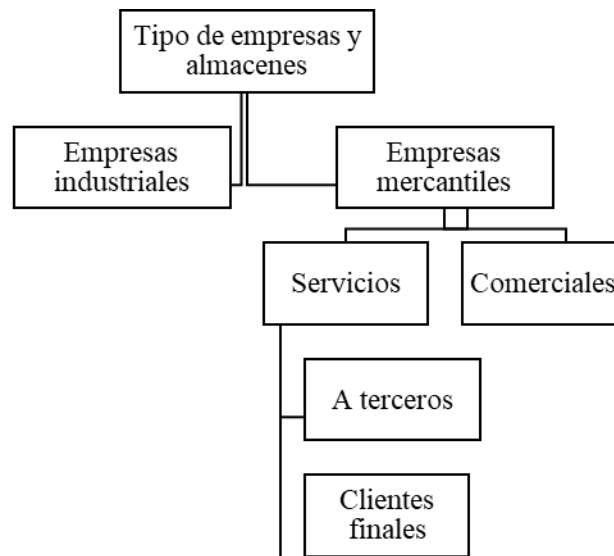 Tipo de empresas y
almacenes
Empresas
industriales
Empresas
mercantiles
Servicios
Comerciales
A terceros
Clientes
finales